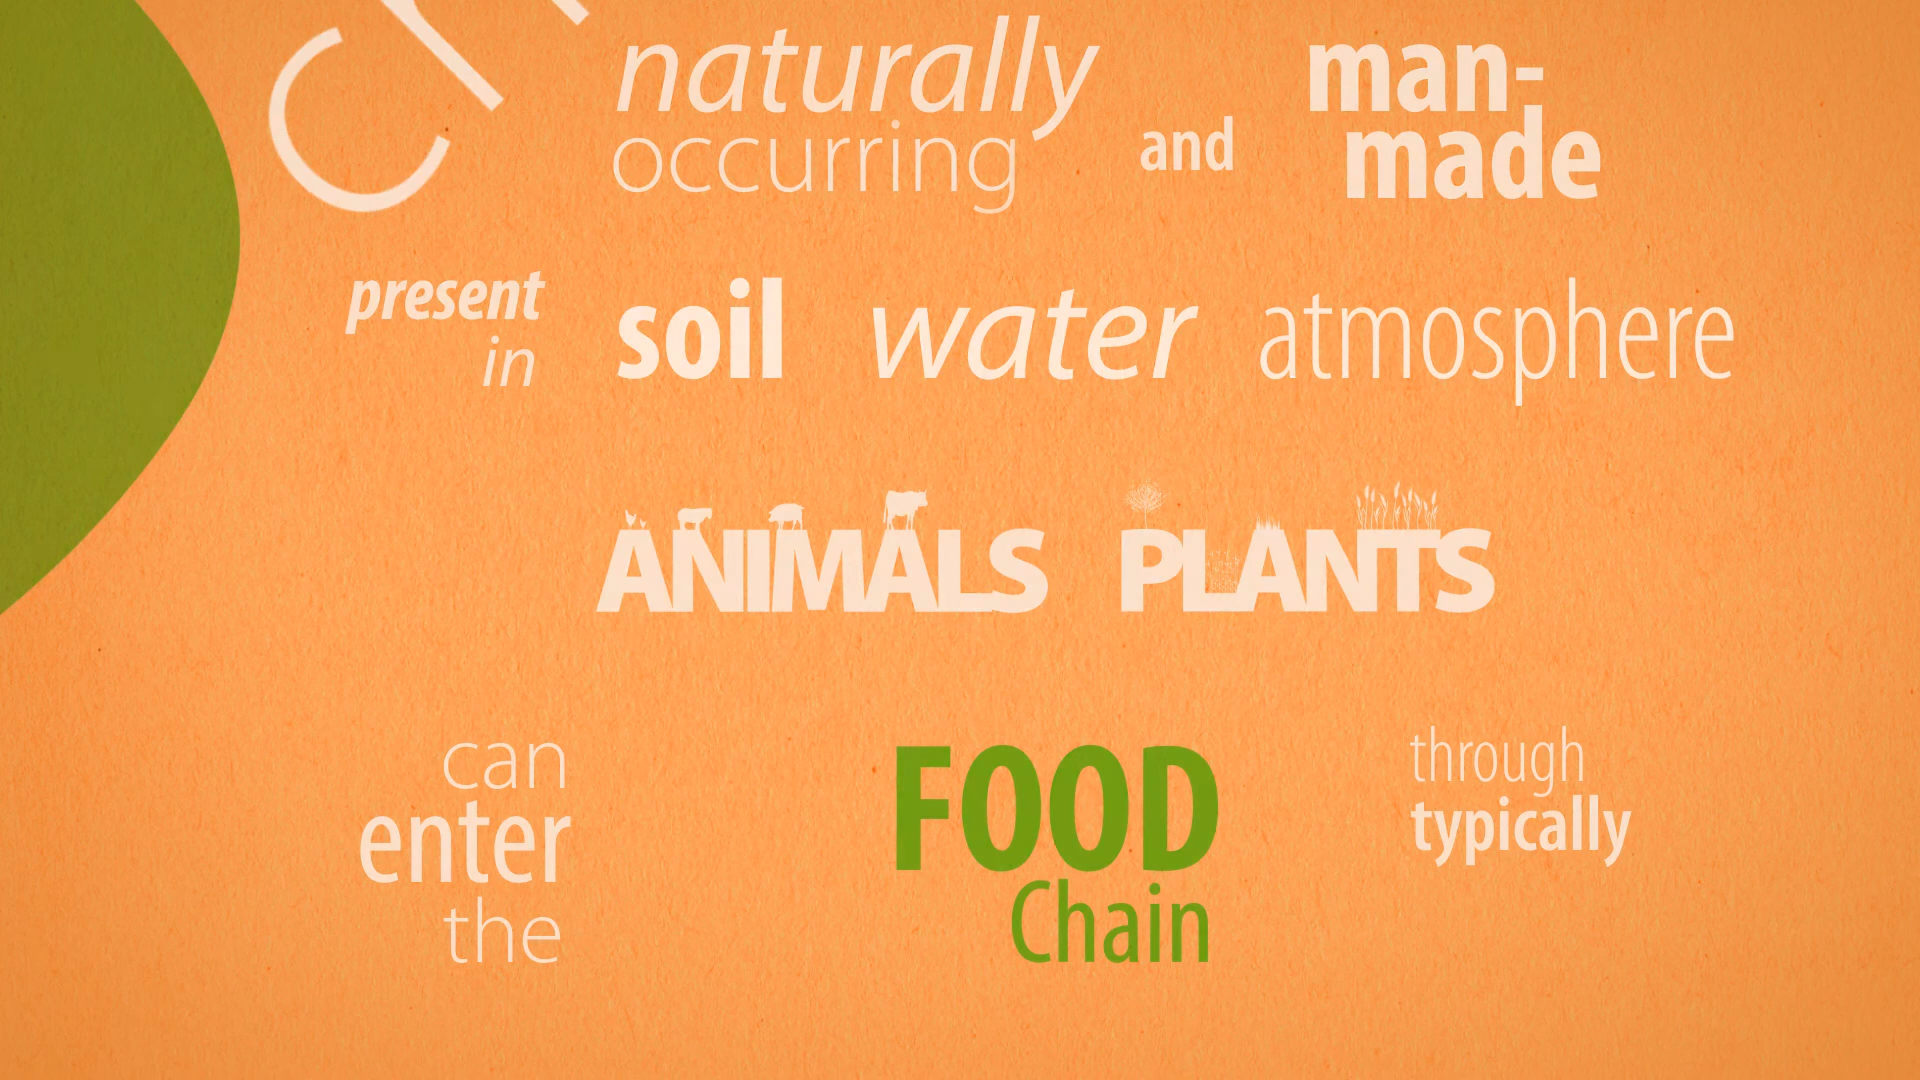 naturally occurring and man-made
present in soil water atmosphere
ANIMALS PLANTS
can enter the FOOD Chain through typically